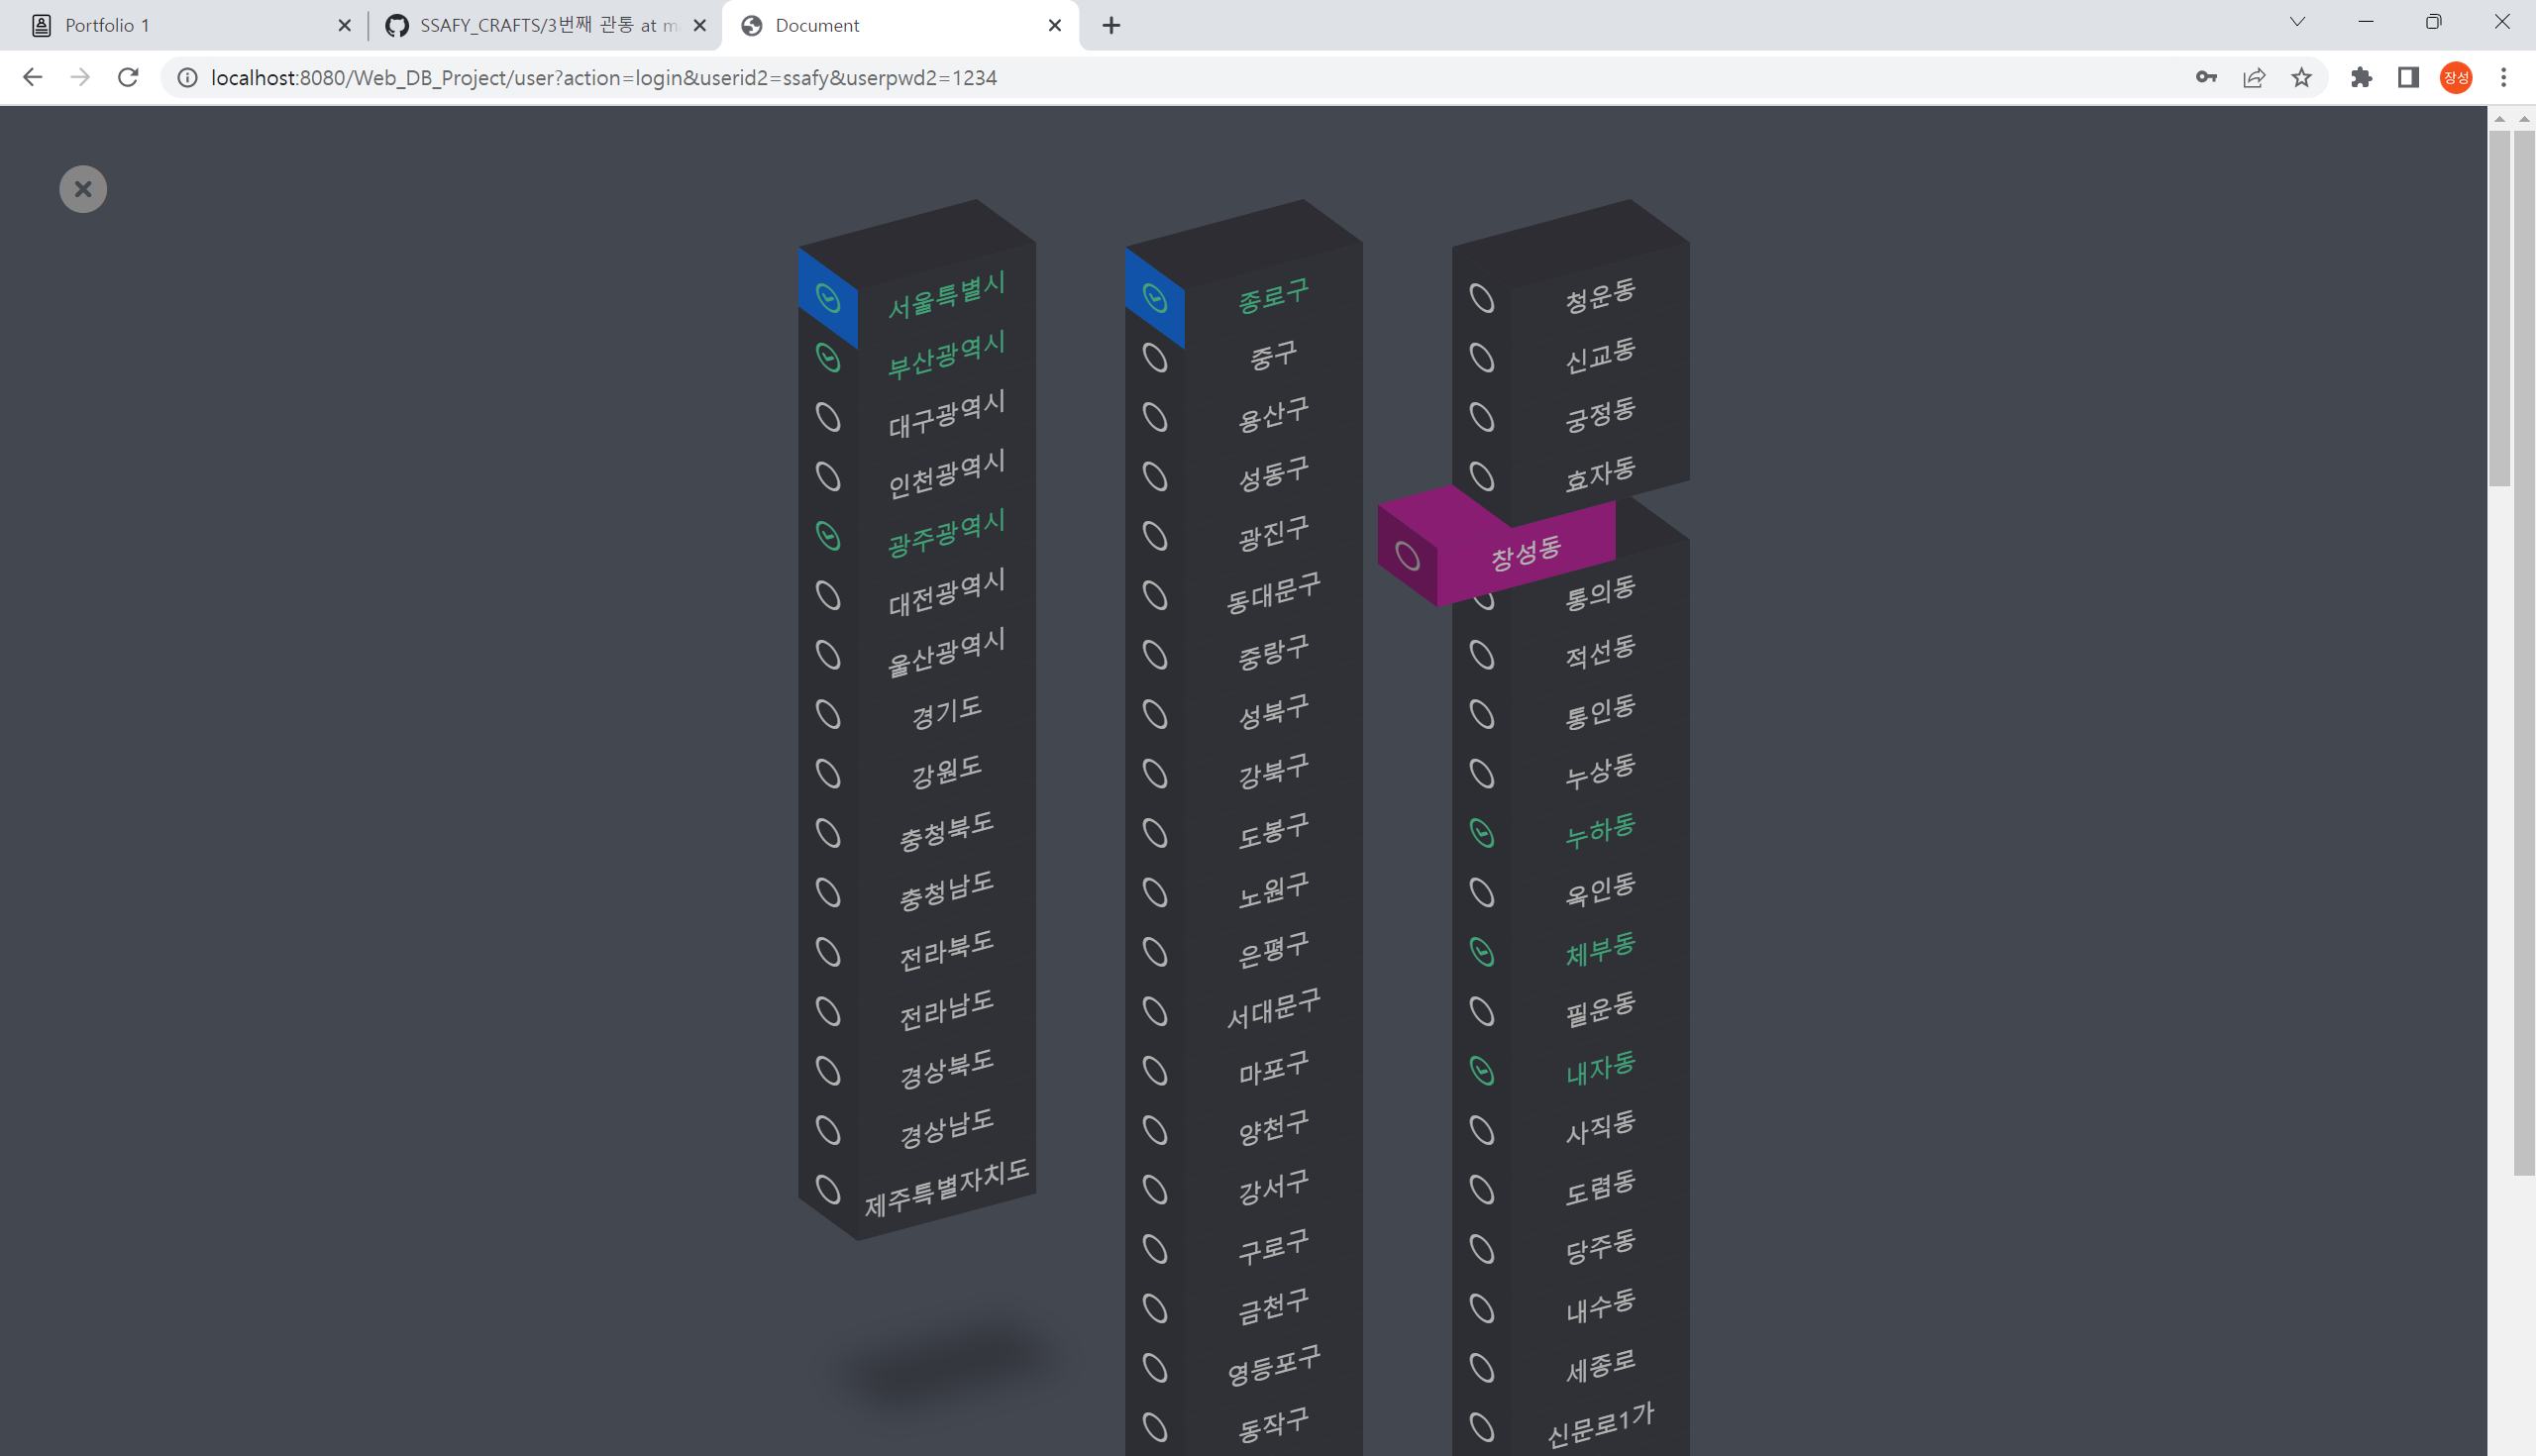 Portfolio 1
SSAFY_CRAFTS/3번째 관통 at m
Document
localhost:8080/Web_DB_Project/user?action=login&userid2=ssafy&userpwd2=1234
장성
서울특별시
부산광역시
대구광역시
인천광역시
광주광역시
대전광역시
울산광역시
경기도
강원도
충청북도
충청남도
전라북도
전라남도
경상북도
경상남도
제주특별자치도
종로구
중구
용산구
성동구
광진구
동대문구
중랑구
성북구
강북구
도봉구
노원구
은평구
서대문구
마포구
양천구
강서구
구로구
금천구
영등포구
동작구
청운동
신교동
궁정동
효자동
창성동
통의동
적선동
통인동
누상동
누하동
옥인동
체부동
필운동
내자동
사직동
도렴동
당주동
내수동
세종로
신문로1가